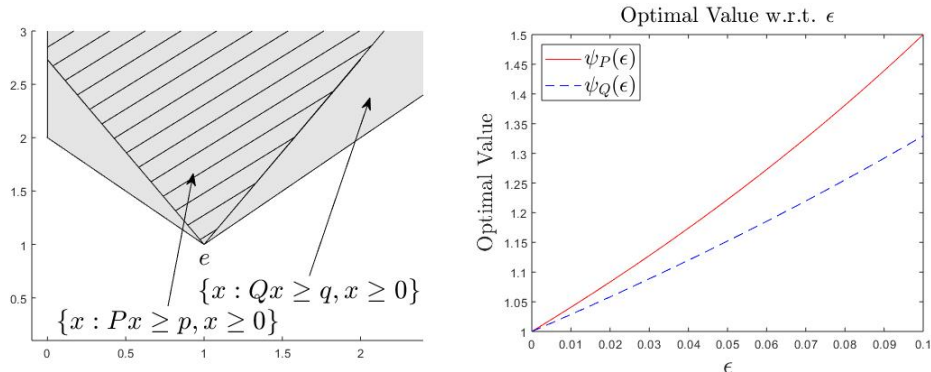 3
2.5
2
1.5
1
0.5
0 0.5 1 1.5 2
e
{x : Qx ≥ q, x ≥ 0}
{x : Px ≥ p, x ≥ 0}
Optimal Value w.r.t. ϵ
ψ_P(ϵ)
ψ_Q(ϵ)
Optimal Value
1.5
1.45
1.4
1.35
1.3
1.25
1.2
1.15
1.1
1.05
1
0 0.01 0.02 0.03 0.04 0.05 0.06 0.07 0.08 0.09 0.1
ϵ